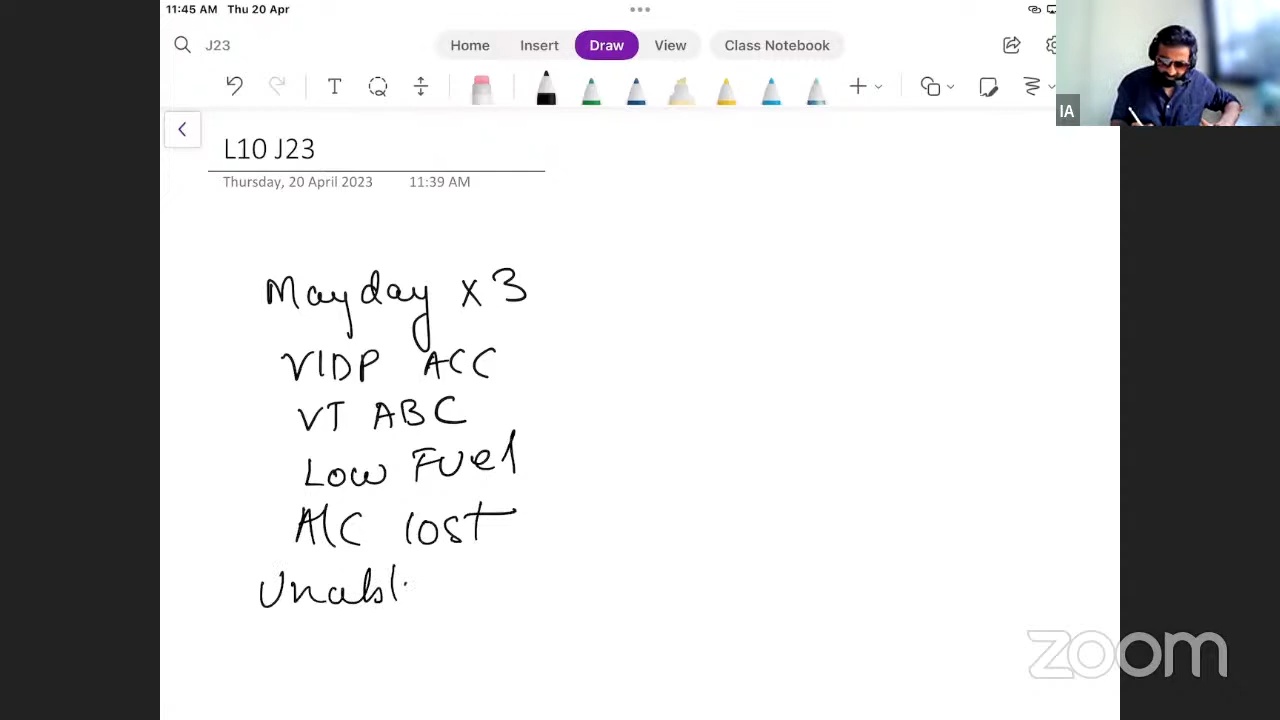 11:45 AM Thu 20 Apr
J23
Home Insert Draw View Class Notebook
T
IA
L10 J23
Thursday, 20 April 2023 11:39 AM
Mayday x 3
VIDP ACC
VT ABC
Low Fuel
A/C lost
Unabl
zoom